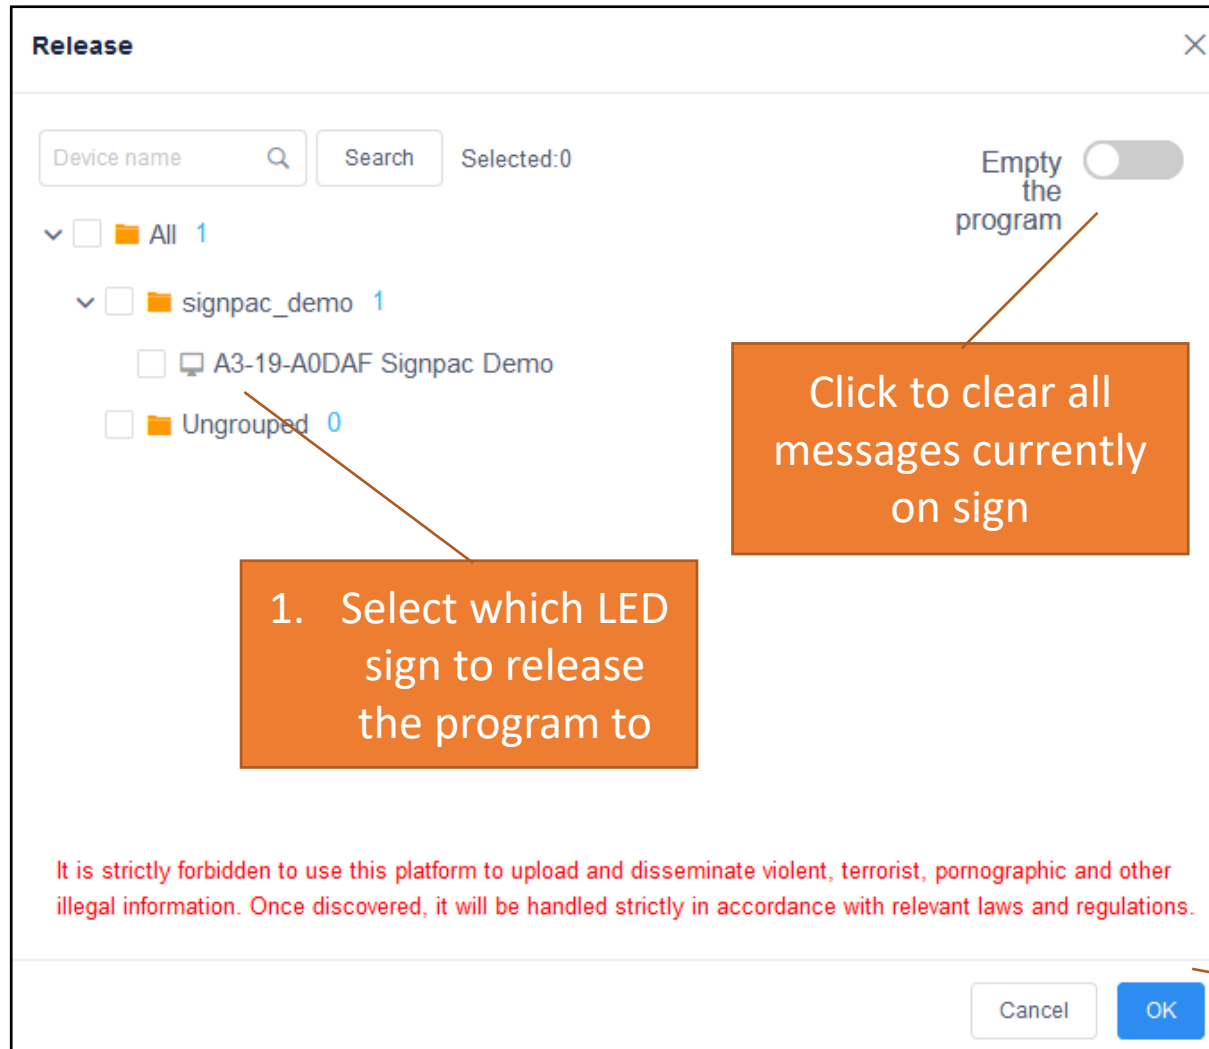 Release
Device name Search Selected:0
Empty
the
program
All 1
signpac_demo 1
A3-19-A0DAF Signpac Demo
Ungrouped 0
Click to clear all
messages currently
on sign
1. Select which LED
sign to release
the program to
It is strictly forbidden to use this platform to upload and disseminate violent, terrorist, pornographic and other
illegal information. Once discovered, it will be handled strictly in accordance with relevant laws and regulations.
Cancel OK